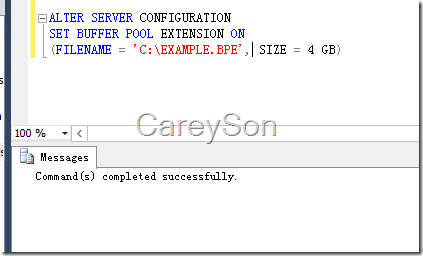 ALTER SERVER CONFIGURATION
SET BUFFER POOL EXTENSION ON
(FILENAME = 'C:\EXAMPLE.BPE', SIZE = 4 GB)
CareySon
100 %
Messages
Command(s) completed successfully.